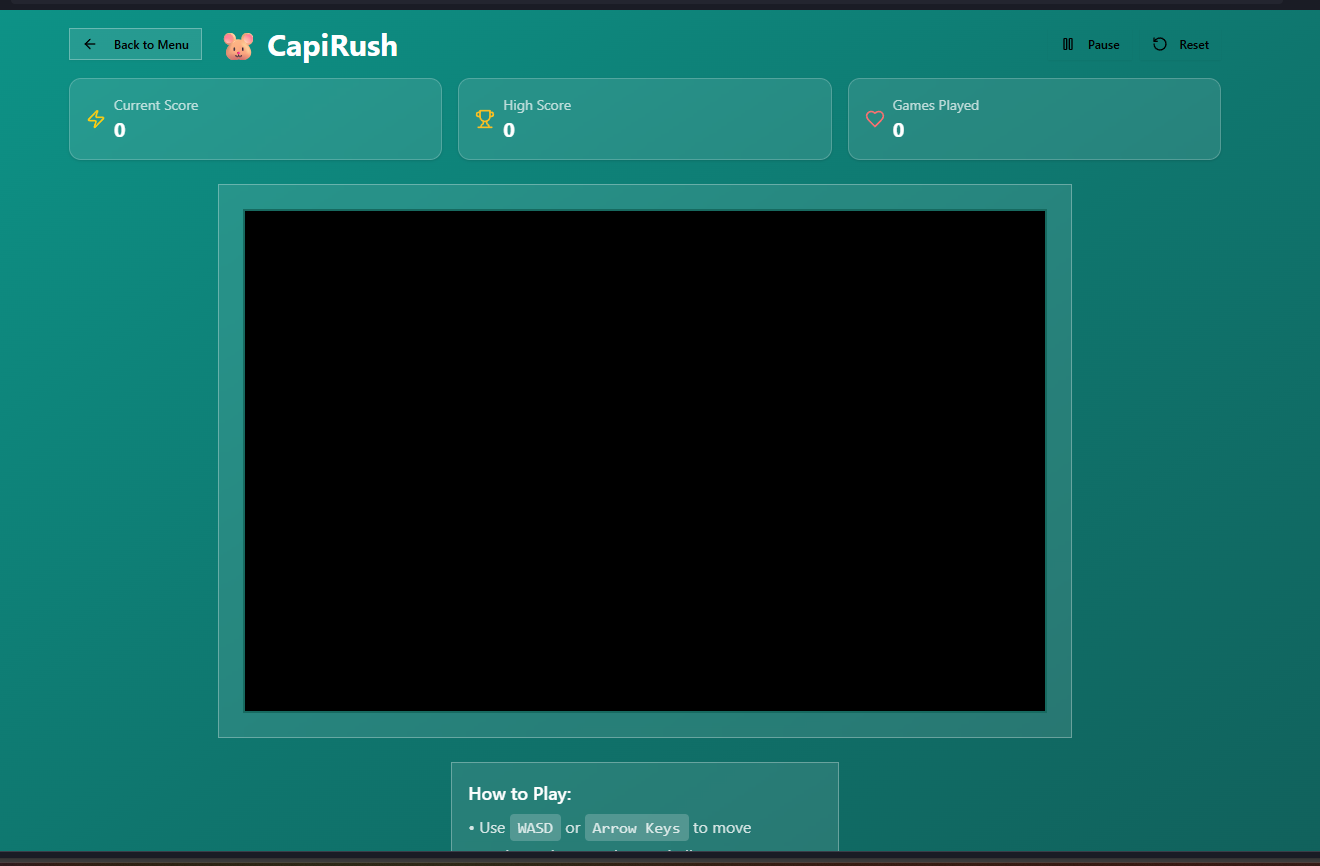 Back to Menu
CapiRush
Pause
Reset
Current Score
0
High Score
0
Games Played
0
How to Play:
• Use WASD or Arrow Keys to move